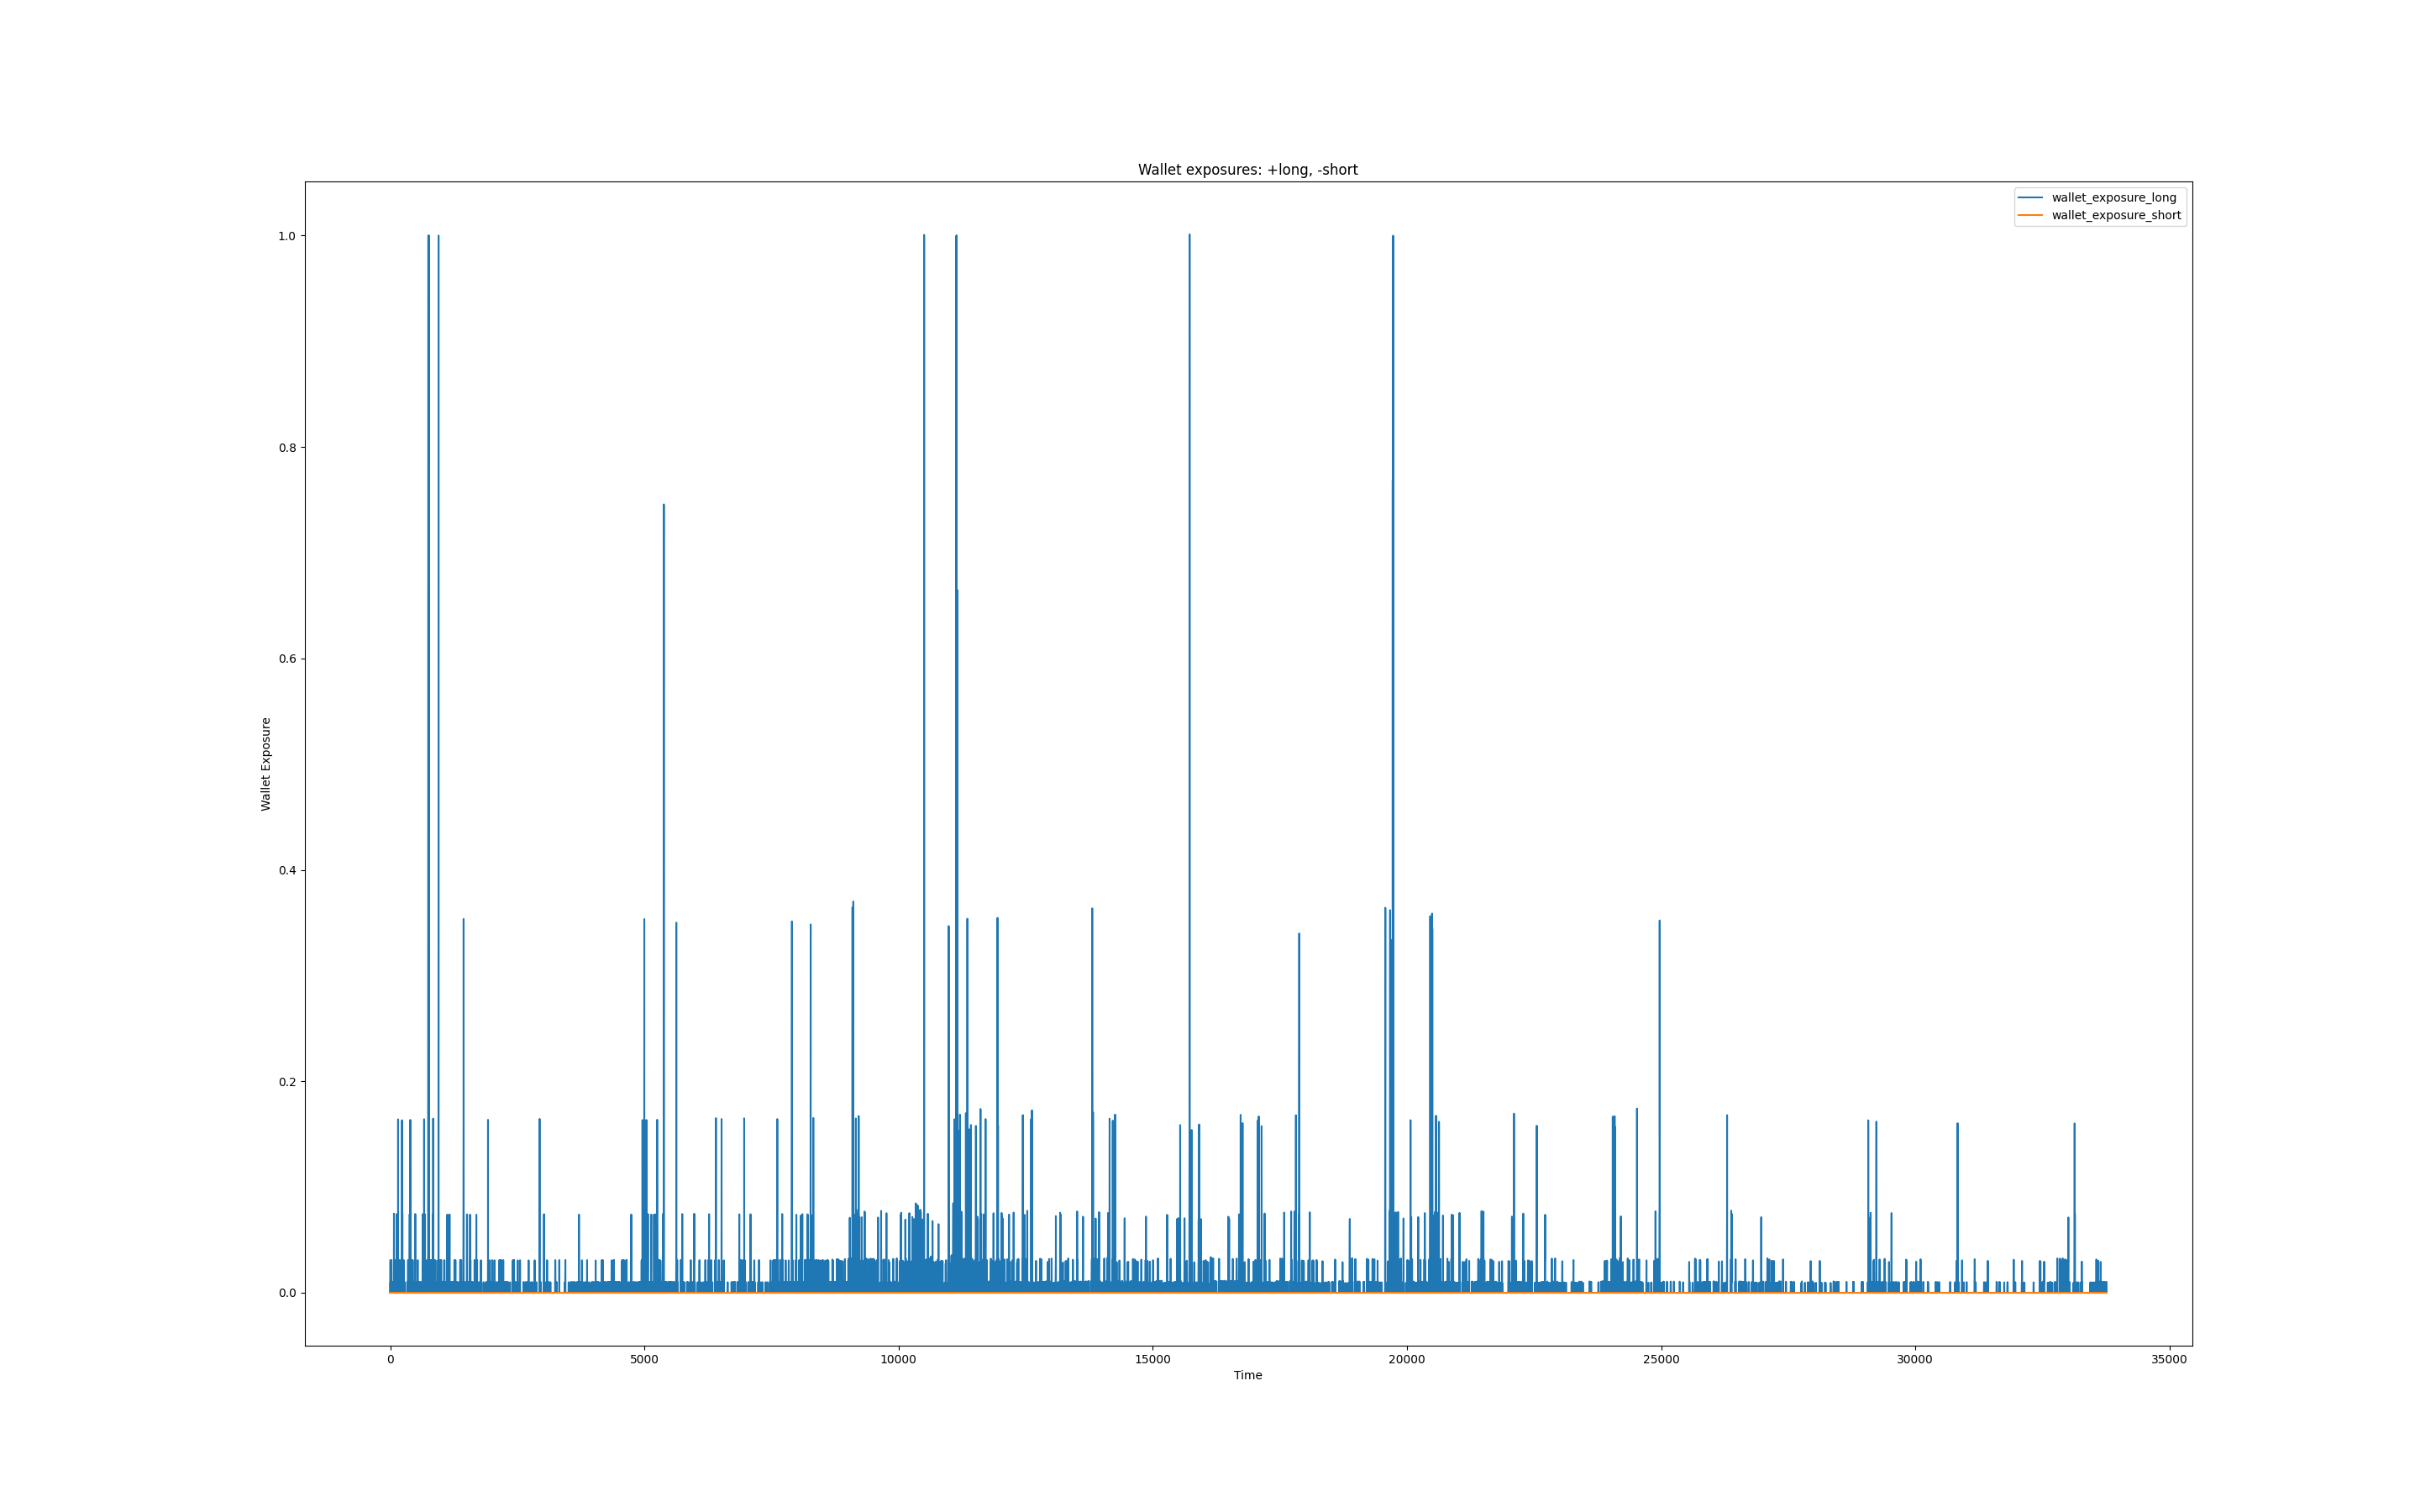 Wallet exposures: +long, -short
wallet_exposure_long
wallet_exposure_short
1.0
0.8
0.6
0.4
0.2
0.0
Wallet Exposure
0 5000 10000 15000 20000 25000 30000 35000
Time